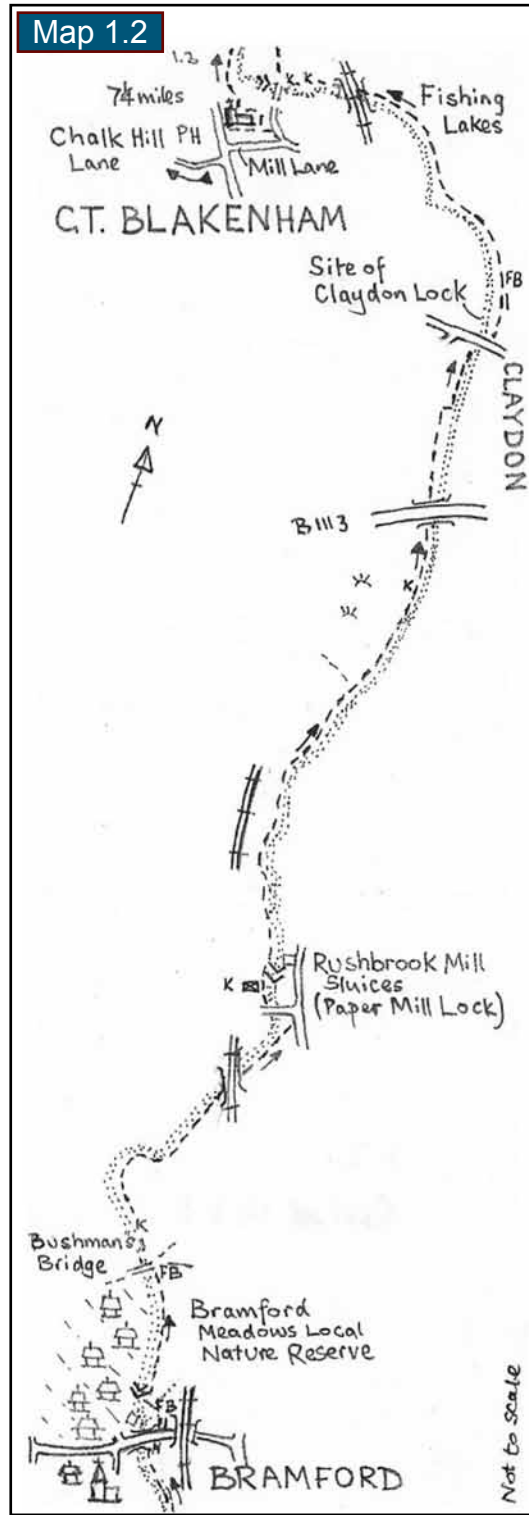 Map 1.2
1.3
7¼ miles
K. K
Fishing
Lakes
Chalk Hill PH
Lane
Mill Lane
GT. BLAKENHAM
Site of
Claydon Lock
FB
CLAYDON
N
B1113
K
Rushbrook Mill
Sluices
(Paper Mill Lock)
K
K
Bushman's
Bridge
FB
Bramford
Meadows Local
Nature Reserve
FB
BRAMFORD
Not to scale